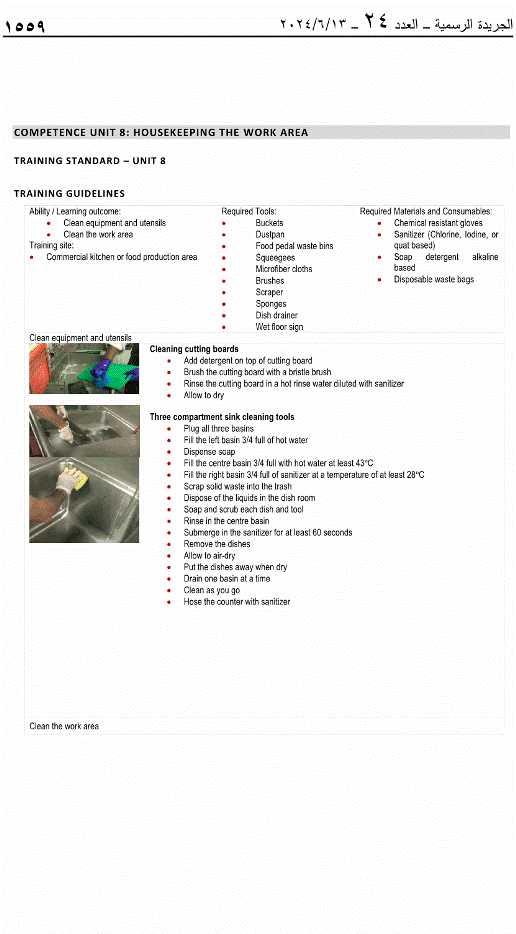 ١٥٥٩
الجريدة الرسمية – العدد ٢٤ – ٢٠٢٤/٦/١٣
COMPETENCE UNIT 8: HOUSEKEEPING THE WORK AREA
TRAINING STANDARD – UNIT 8
TRAINING GUIDELINES
Ability / Learning outcome:
• Clean equipment and utensils
• Clean the work area
Training site:
• Commercial kitchen or food production area
Required Tools:
• Buckets
• Dustpan
• Food pedal waste bins
• Squeegees
• Microfiber cloths
• Brushes
• Scraper
• Sponges
• Dish drainer
• Wet floor sign
Required Materials and Consumables:
• Chemical resistant gloves
• Sanitizer (Chlorine, Iodine, or
quat based)
• Soap detergent alkaline
based
• Disposable waste bags
Clean equipment and utensils
Cleaning cutting boards
• Add detergent on top of cutting board
• Brush the cutting board with a bristle brush
• Rinse the cutting board in a hot rinse water diluted with sanitizer
• Allow to dry
Three compartment sink cleaning tools
• Plug all three basins
• Fill the left basin 3/4 full of hot water
• Dispense soap
• Fill the centre basin 3/4 full with hot water at least 43°C
• Fill the right basin 3/4 full of sanitizer at a temperature of at least 28°C
• Scrap solid waste into the trash
• Dispose of the liquids in the dish room
• Soap and scrub each dish and tool
• Rinse in the centre basin
• Submerge in the sanitizer for at least 60 seconds
• Remove the dishes
• Allow to air-dry
• Put the dishes away when dry
• Drain one basin at a time
• Clean as you go
• Hose the counter with sanitizer
Clean the work area